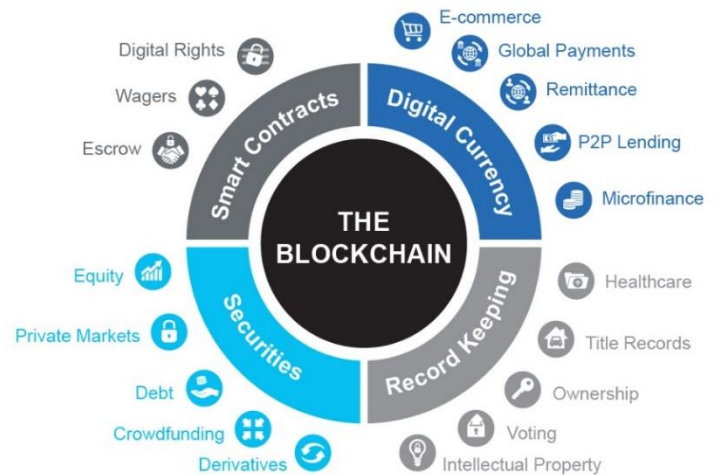 E-commerce
Digital Rights
Global Payments
Wagers
Remittance
Escrow
P2P Lending
Microfinance
Smart Contracts
Digital Currency
THE
BLOCKCHAIN
Securities
Record Keeping
Equity
Healthcare
Private Markets
Title Records
Debt
Ownership
Crowdfunding
Voting
Derivatives
Intellectual Property